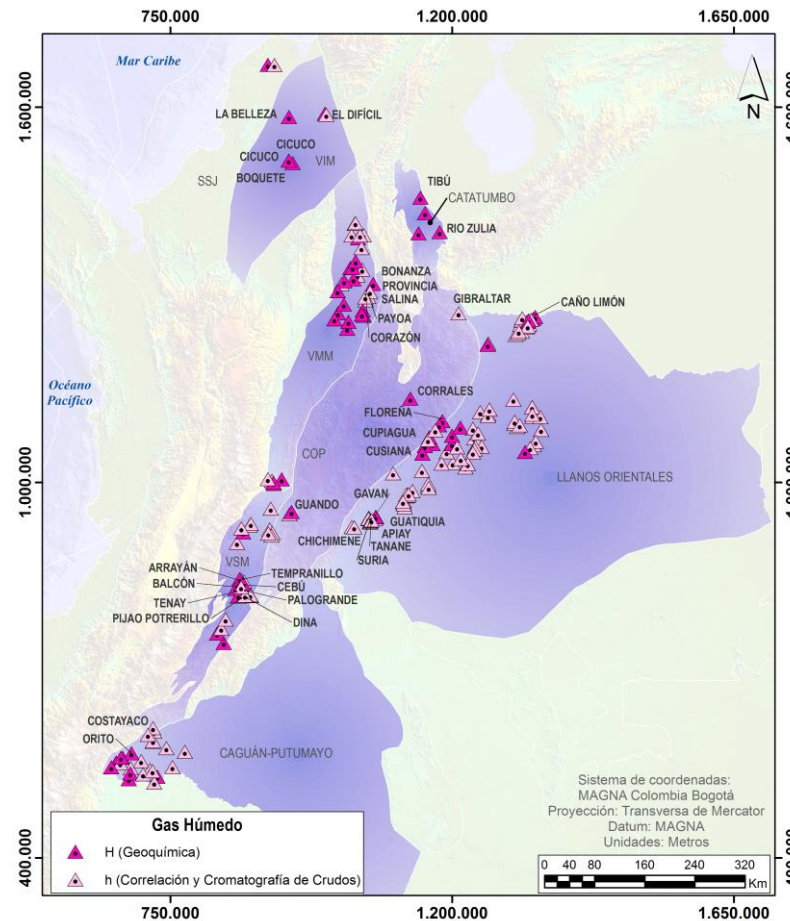 750.000
1.200.000
1.650.000
Mar Caribe
1.600.000
1.600.000
LA BELLEZA
EL DIFÍCIL
N
CICUCO
CICUCO
VIM
SSJ
BOQUETE
TIBÚ
CATATUMBO
RIO ZULIA
BONANZA
PROVINCIA
SALINA
GIBRALTAR
CAÑO LIMÓN
PAYOA
CORAZÓN
VMM
Océano
Pacífico
CORRALES
FLOREÑA
CUPIAGUA
COP
CUSIANA
LLANOS ORIENTALES
1.000.000
GAVAN
GUANDO
GUATIQUIA
CHICHIMENE
APIAY
TANANE
SURIA
VSM
ARRAYÁN
TEMPRANILLO
BALCÓN
CEBÚ
TENAY
PALOGRANDE
PIJAO POTRERILLO
DINA
COSTAYACO
ORITO
CAGUÁN-PUTUMAYO
Sistema de coordenadas:
MAGNA Colombia Bogotá
Proyección: Transversa de Mercator
Datum: MAGNA
Unidades: Metros
Gas Húmedo
H (Geoquímica)
h (Correlación y Cromatografía de Crudos)
0 40 80 160 240 320
Km
400.000
400.000
750.000
1.200.000
1.650.000